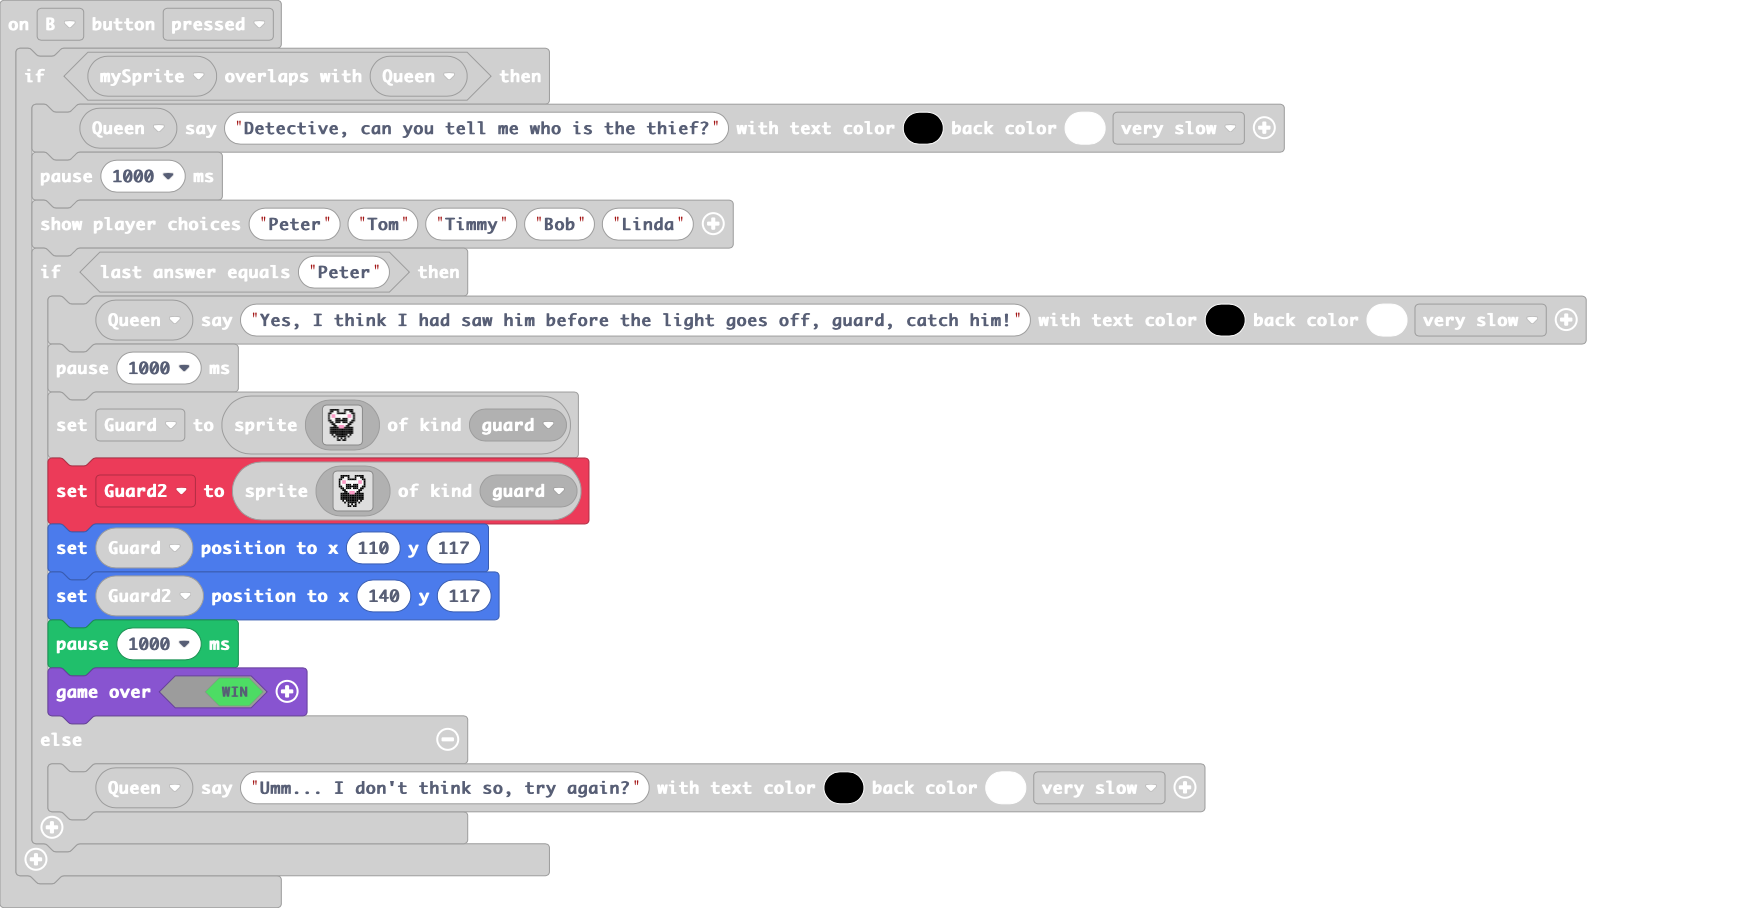 on B button pressed
if mySprite overlaps with Queen then
Queen say "Detective, can you tell me who is the thief?" with text color back color very slow
pause 1000 ms
show player choices "Peter" "Tom" "Timmy" "Bob" "Linda"
if last answer equals "Peter" then
Queen say "Yes, I think I had saw him before the light goes off, guard, catch him!" with text color back color very slow
pause 1000 ms
set Guard to sprite of kind guard
set Guard2 to sprite of kind guard
set Guard position to x 110 y 117
set Guard2 position to x 140 y 117
pause 1000 ms
game over WIN
else
Queen say "Umm... I don't think so, try again?" with text color back color very slow